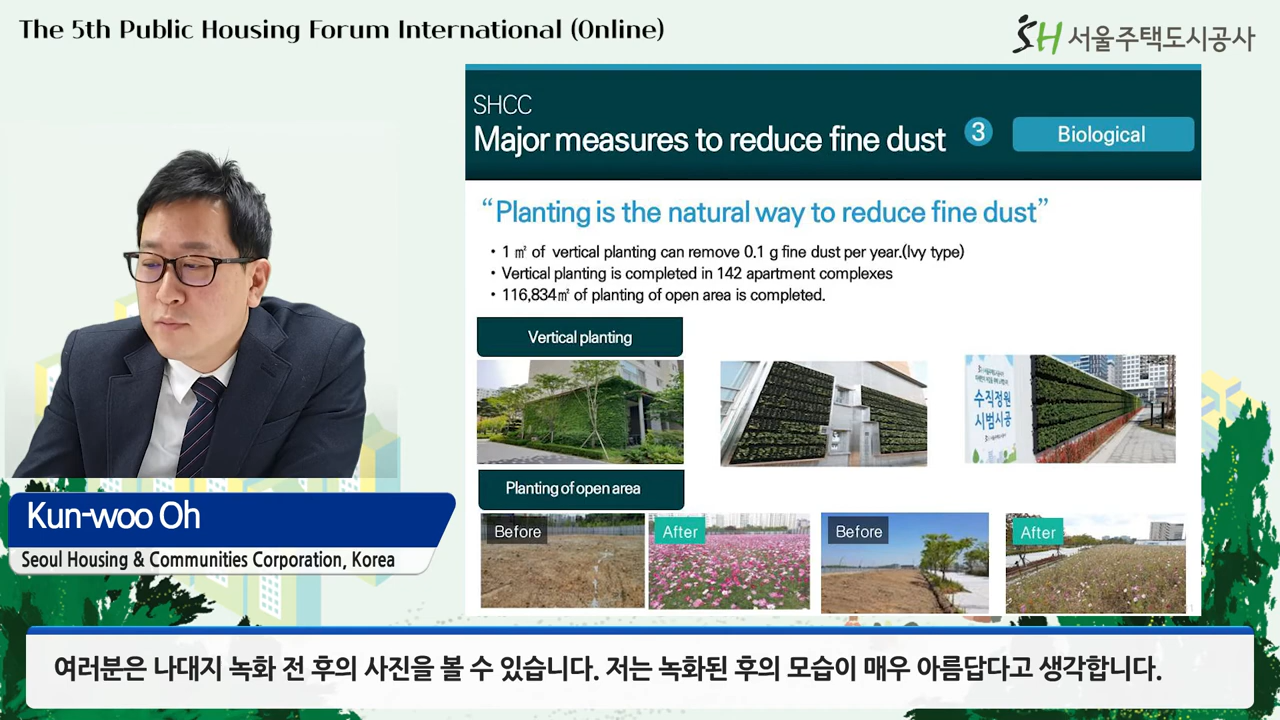 The 5th Public Housing Forum International (Online)
SH 서울주택도시공사
SHCC
Major measures to reduce fine dust 3 Biological
“Planting is the natural way to reduce fine dust”
• 1 ㎡ of vertical planting can remove 0.1 g fine dust per year.(Ivy type)
• Vertical planting is completed in 142 apartment complexes
• 116,834㎡ of planting of open area is completed.
Vertical planting
수직정원
시범시공
Planting of open area
Before
After
Before
After
Kun-woo Oh
Seoul Housing & Communities Corporation, Korea
여러분은 나대지 녹화 전 후의 사진을 볼 수 있습니다. 저는 녹화된 후의 모습이 매우 아름답다고 생각합니다.